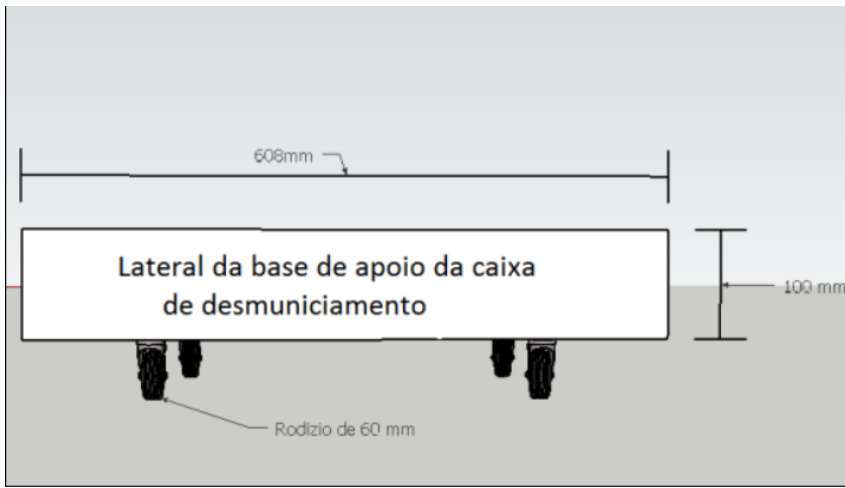 608mm
Lateral da base de apoio da caixa
de desmuniciamento
100 mm
Rodizio de 60 mm